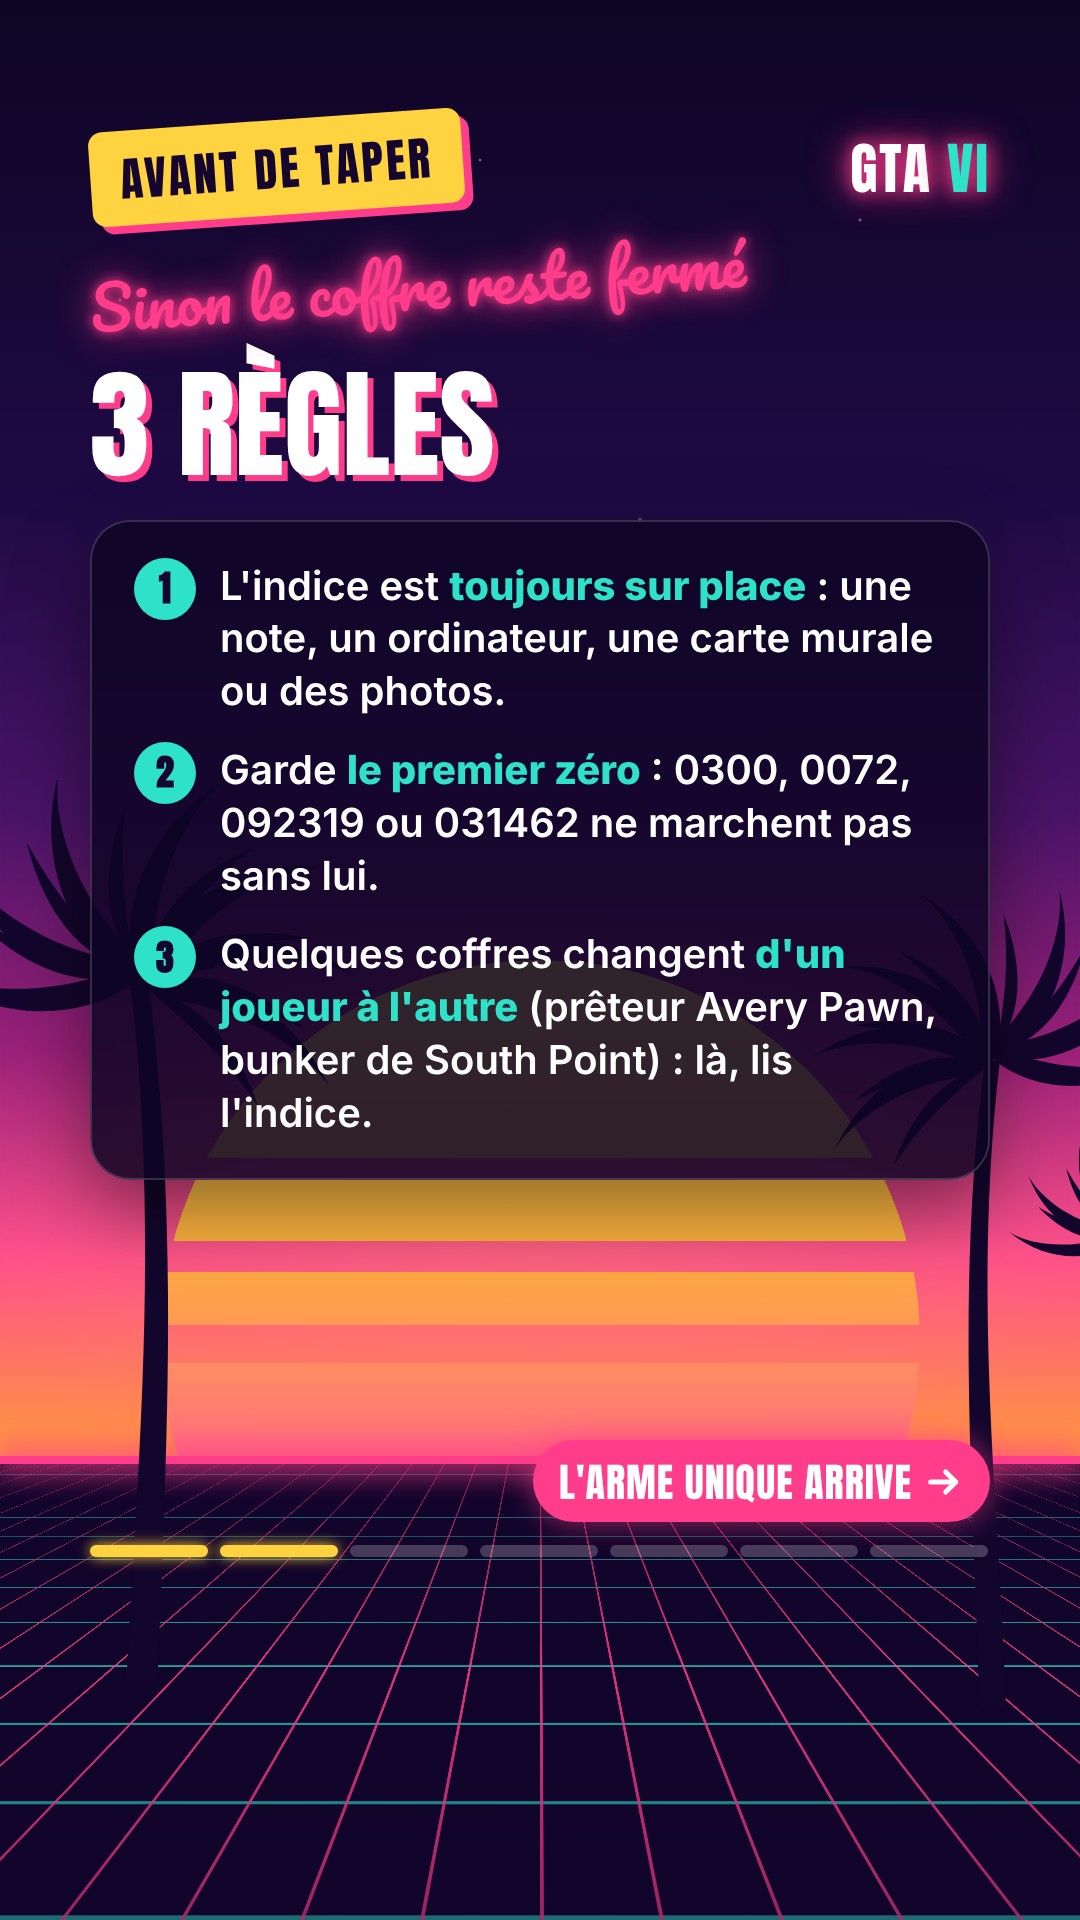 AVANT DE TAPER
GTA VI
Sinon le coffre reste fermé
3 RÈGLES
1 L'indice est toujours sur place : une
note, un ordinateur, une carte murale
ou des photos.
2 Garde le premier zéro : 0300, 0072,
092319 ou 031462 ne marchent pas
sans lui.
3 Quelques coffres changent d'un
joueur à l'autre (prêteur Avery Pawn,
bunker de South Point) : là, lis
l'indice.
L'ARME UNIQUE ARRIVE →